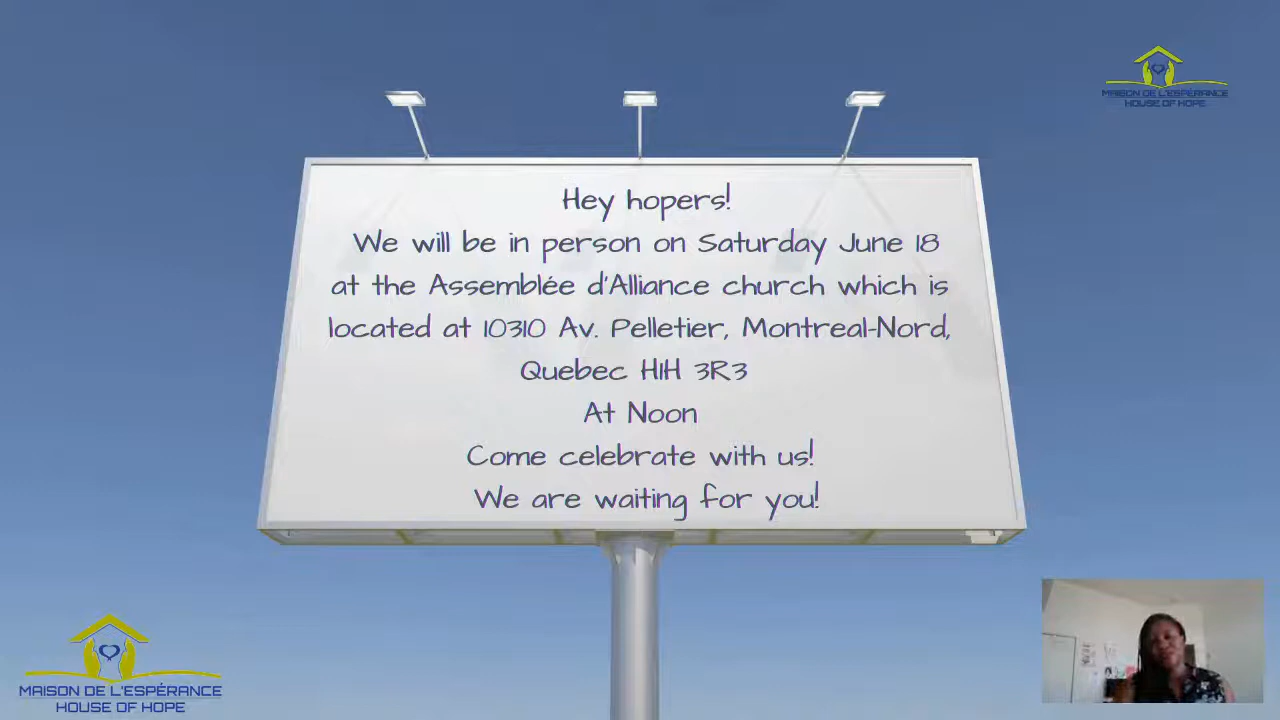 MAISON DE L'ESPÉRANCE
HOUSE OF HOPE
Hey hopers!
We will be in person on Saturday June 18
at the Assemblée d'Alliance church which is
located at 10310 Av. Pelletier, Montreal-Nord,
Quebec H1H 3R3
At Noon
Come celebrate with us!
We are waiting for you!
MAISON DE L'ESPÉRANCE
HOUSE OF HOPE